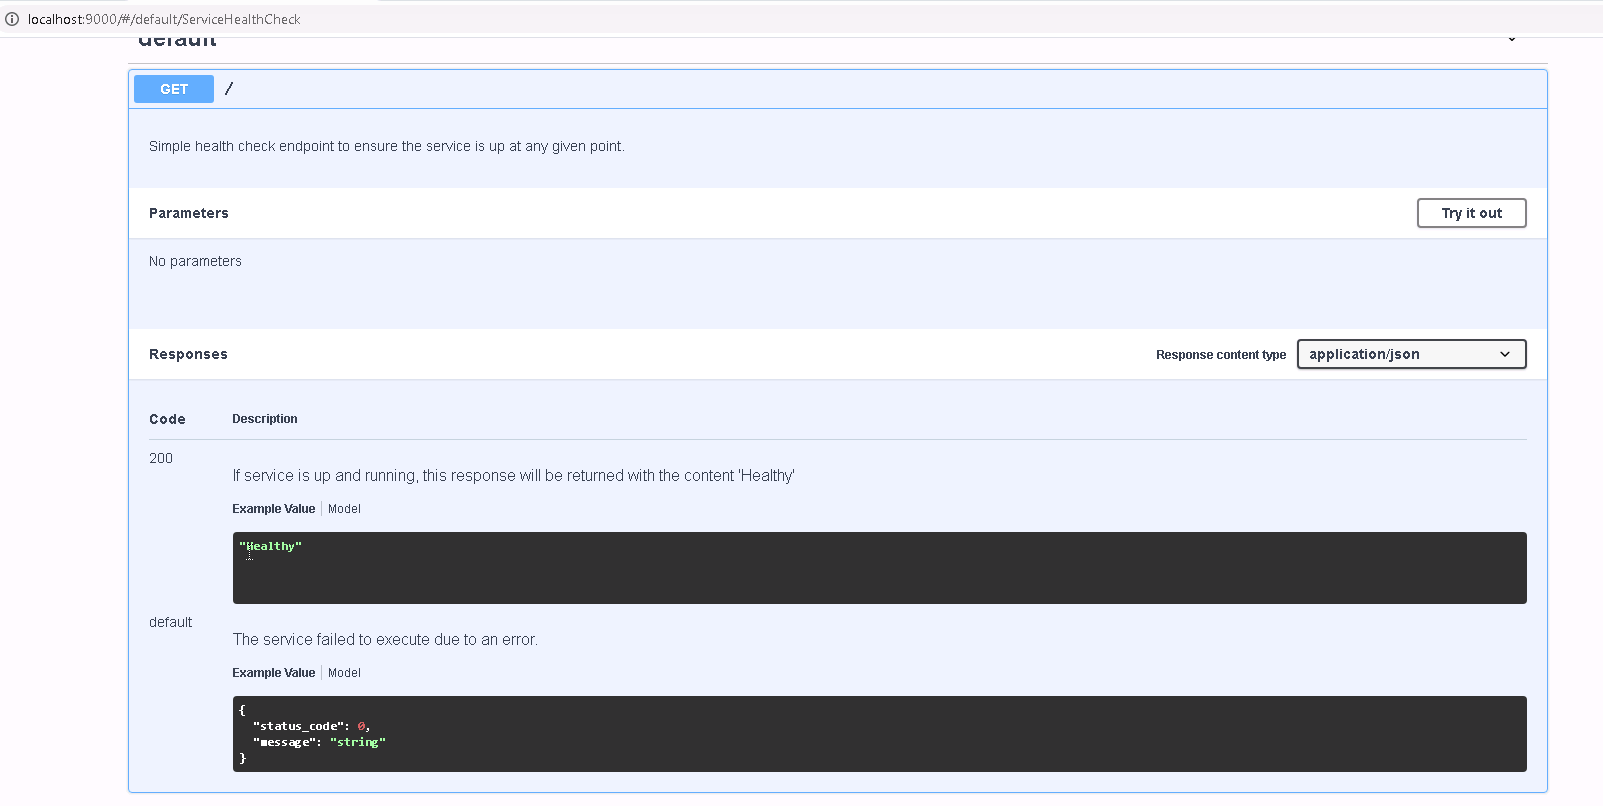 localhost:9000/#/default/ServiceHealthCheck
default
GET /
Simple health check endpoint to ensure the service is up at any given point.
Parameters Try it out
No parameters
Responses Response content type application/json
Code Description
200
If service is up and running, this response will be returned with the content 'Healthy'
Example Value Model
"Healthy"
default
The service failed to execute due to an error.
Example Value Model
{
"status_code": 0,
"message": "string"
}